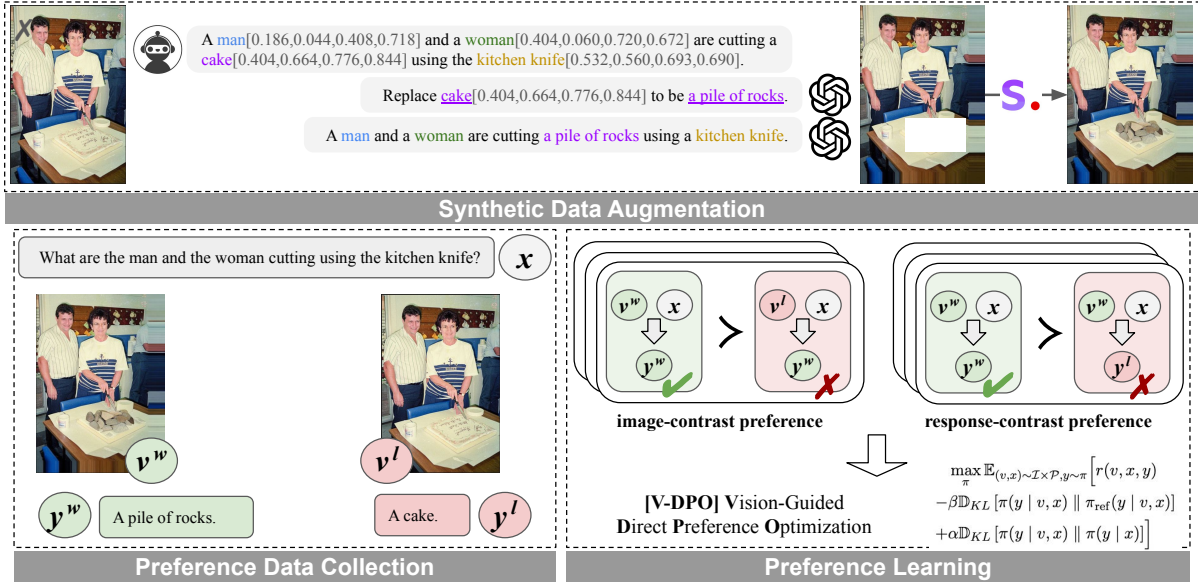 A man[0.186,0.044,0.408,0.718] and a woman[0.404,0.060,0.720,0.672] are cutting a
cake[0.404,0.664,0.776,0.844] using the kitchen knife[0.532,0.560,0.693,0.690].
Replace cake[0.404,0.664,0.776,0.844] to be a pile of rocks.
A man and a woman are cutting a pile of rocks using a kitchen knife.
S.
Synthetic Data Augmentation
What are the man and the woman cutting using the kitchen knife?
x
v^w
v^l
y^w
A pile of rocks.
A cake.
y^l
Preference Data Collection
v^w x
y^w ✔
≻
v^l x
y^w ✗
image-contrast preference
v^w x
y^w ✔
≻
v^w x
y^l ✗
response-contrast preference
[V-DPO] Vision-Guided
Direct Preference Optimization
max_π 𝔼_{(v,x)∼ℐ×𝒫,y∼π}[r(v,x,y)
−β𝔻_{KL}[π(y | v,x) ∥ π_ref(y | v,x)]
+α𝔻_{KL}[π(y | v,x) ∥ π(y | x)]]
Preference Learning